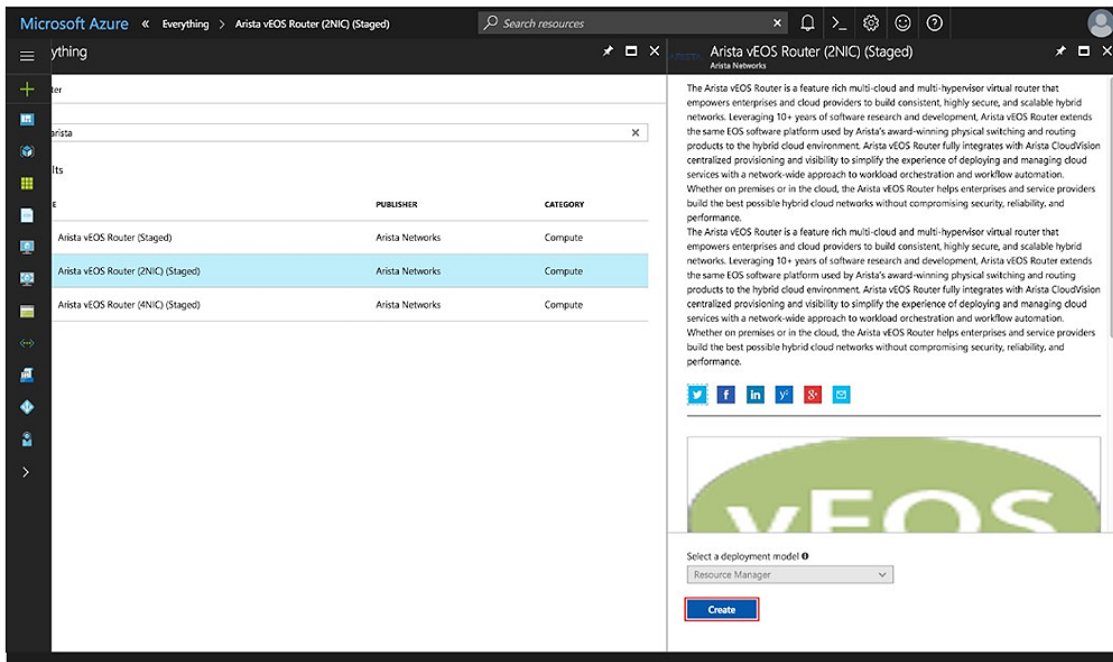 Microsoft Azure « Everything > Arista vEOS Router (2NIC) (Staged)
Search resources
ything
ter
arista
lts
E PUBLISHER CATEGORY
Arista vEOS Router (Staged) Arista Networks Compute
Arista vEOS Router (2NIC) (Staged) Arista Networks Compute
Arista vEOS Router (4NIC) (Staged) Arista Networks Compute
ARISTA
Arista vEOS Router (2NIC) (Staged)
Arista Networks
The Arista vEOS Router is a feature rich multi-cloud and multi-hypervisor virtual router that
empowers enterprises and cloud providers to build consistent, highly secure, and scalable hybrid
networks. Leveraging 10+ years of software research and development, Arista vEOS Router extends
the same EOS software platform used by Arista's award-winning physical switching and routing
products to the hybrid cloud environment. Arista vEOS Router fully integrates with Arista CloudVision
centralized provisioning and visibility to simplify the experience of deploying and managing cloud
services with a network-wide approach to workload orchestration and workflow automation.
Whether on premises or in the cloud, the Arista vEOS Router helps enterprises and service providers
build the best possible hybrid cloud networks without compromising security, reliability, and
performance.
The Arista vEOS Router is a feature rich multi-cloud and multi-hypervisor virtual router that
empowers enterprises and cloud providers to build consistent, highly secure, and scalable hybrid
networks. Leveraging 10+ years of software research and development, Arista vEOS Router extends
the same EOS software platform used by Arista's award-winning physical switching and routing
products to the hybrid cloud environment. Arista vEOS Router fully integrates with Arista CloudVision
centralized provisioning and visibility to simplify the experience of deploying and managing cloud
services with a network-wide approach to workload orchestration and workflow automation.
Whether on premises or in the cloud, the Arista vEOS Router helps enterprises and service providers
build the best possible hybrid cloud networks without compromising security, reliability, and
performance.
vEOS
Select a deployment model
Resource Manager
Create